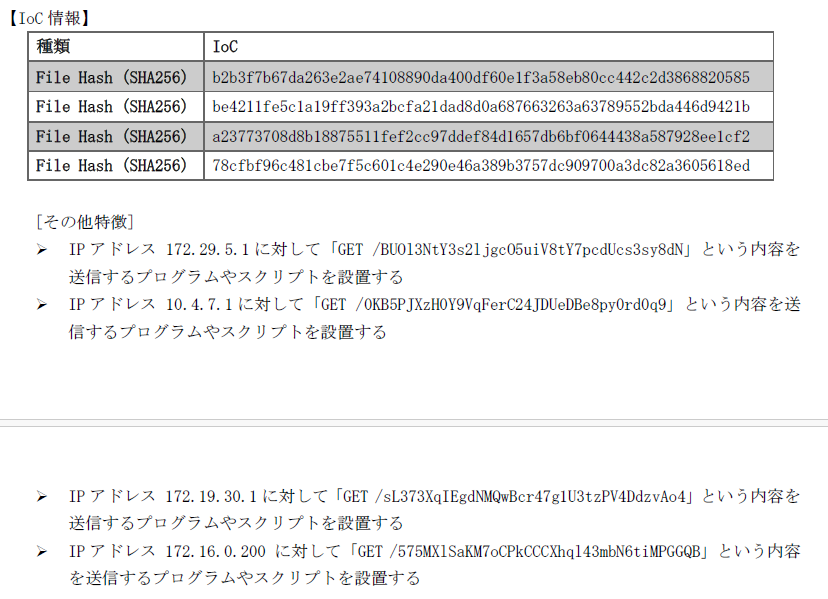 【IoC 情報】
種類 IoC
File Hash (SHA256) b2b3f7b67da263e2ae74108890da400df60e1f3a58eb80cc442c2d3868820585
File Hash (SHA256) be4211fe5c1a19ff393a2bcfa21dad8d0a687663263a63789552bda446d9421b
File Hash (SHA256) a23773708d8b18875511fef2cc97ddef84d1657db6bf0644438a587928ee1cf2
File Hash (SHA256) 78cfbf96c481cbe7f5c601c4e290e46a389b3757dc909700a3dc82a3605618ed
[その他特徴]
➢ IP アドレス 172.29.5.1 に対して「GET /BUOl3NtY3s2ljgcO5uiV8tY7pcdUcs3sy8dN」という内容を
送信するプログラムやスクリプトを設置する
➢ IP アドレス 10.4.7.1 に対して「GET /0KB5PJXzH0Y9VqFerC24JDUeDBe8py0rd0q9」という内容を送
信するプログラムやスクリプトを設置する
➢ IP アドレス 172.19.30.1 に対して「GET /sL373XqIEgdNMQwBcr47g1U3tzPV4DdzvAo4」という内容を
送信するプログラムやスクリプトを設置する
➢ IP アドレス 172.16.0.200 に対して「GET /575MXlSaKM7oCPkCCCXhql43mbN6tiMPGGQB」という内容
を送信するプログラムやスクリプトを設置する